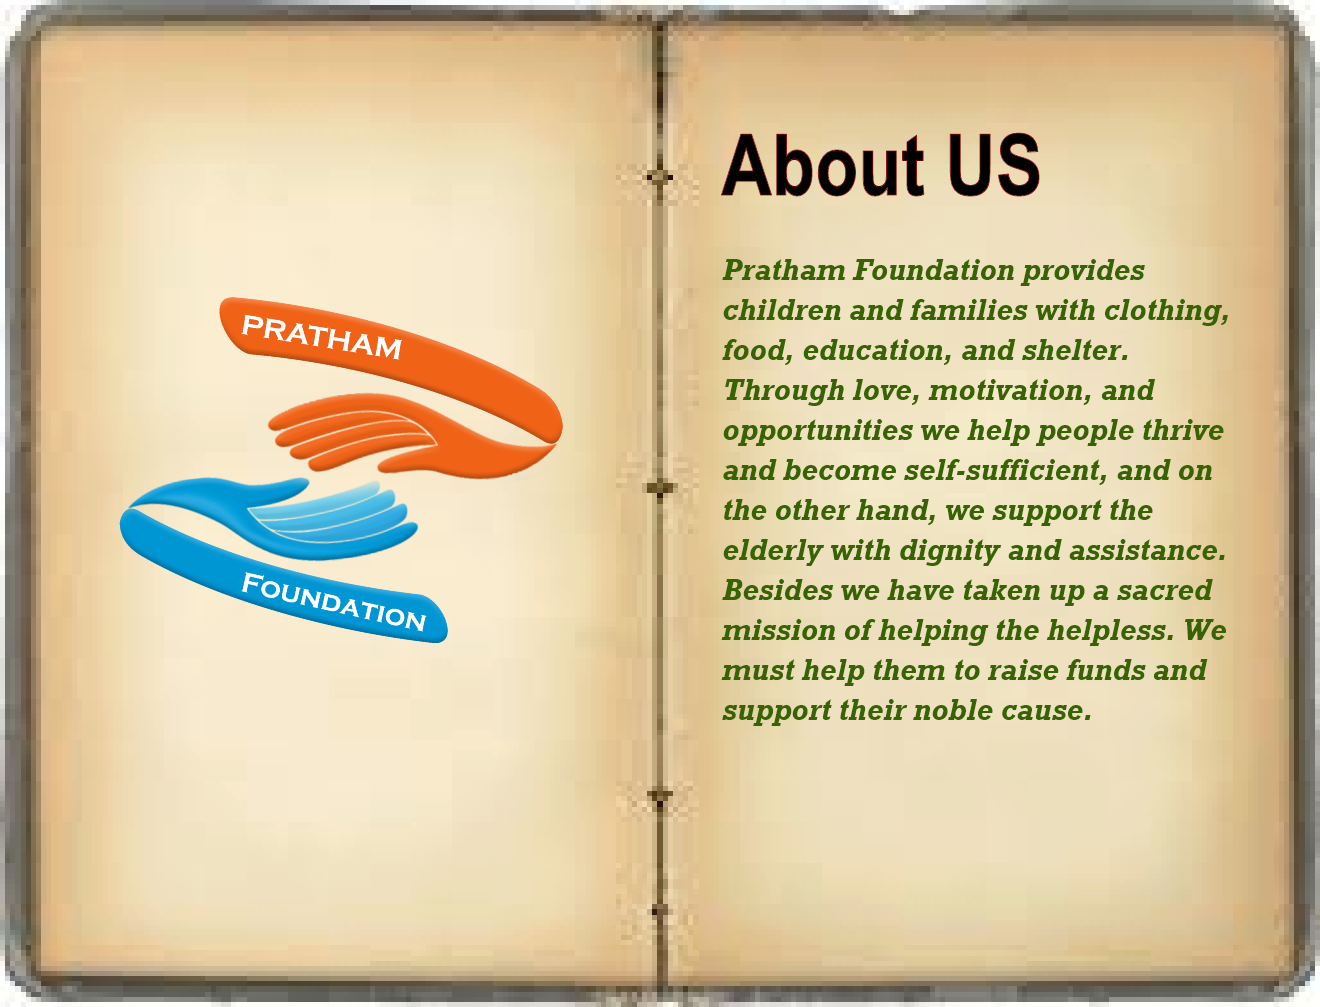 PRATHAM
FOUNDATION
About US
Pratham Foundation provides
children and families with clothing,
food, education, and shelter.
Through love, motivation, and
opportunities we help people thrive
and become self-sufficient, and on
the other hand, we support the
elderly with dignity and assistance.
Besides we have taken up a sacred
mission of helping the helpless. We
must help them to raise funds and
support their noble cause.